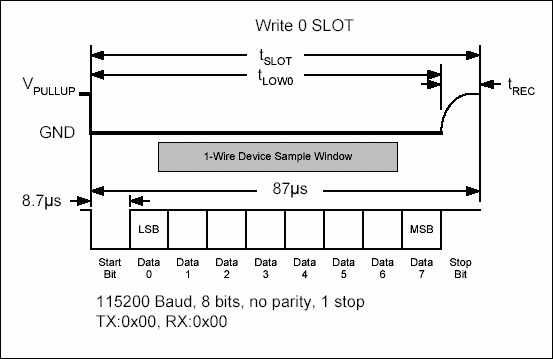 Write 0 SLOT
tSLOT
tLOW0
VPULLUP
tREC
GND
1-Wire Device Sample Window
8.7µs
87µs
LSB
MSB
Start Bit
Data 0
Data 1
Data 2
Data 3
Data 4
Data 5
Data 6
Data 7
Stop Bit
115200 Baud, 8 bits, no parity, 1 stop
TX:0x00, RX:0x00